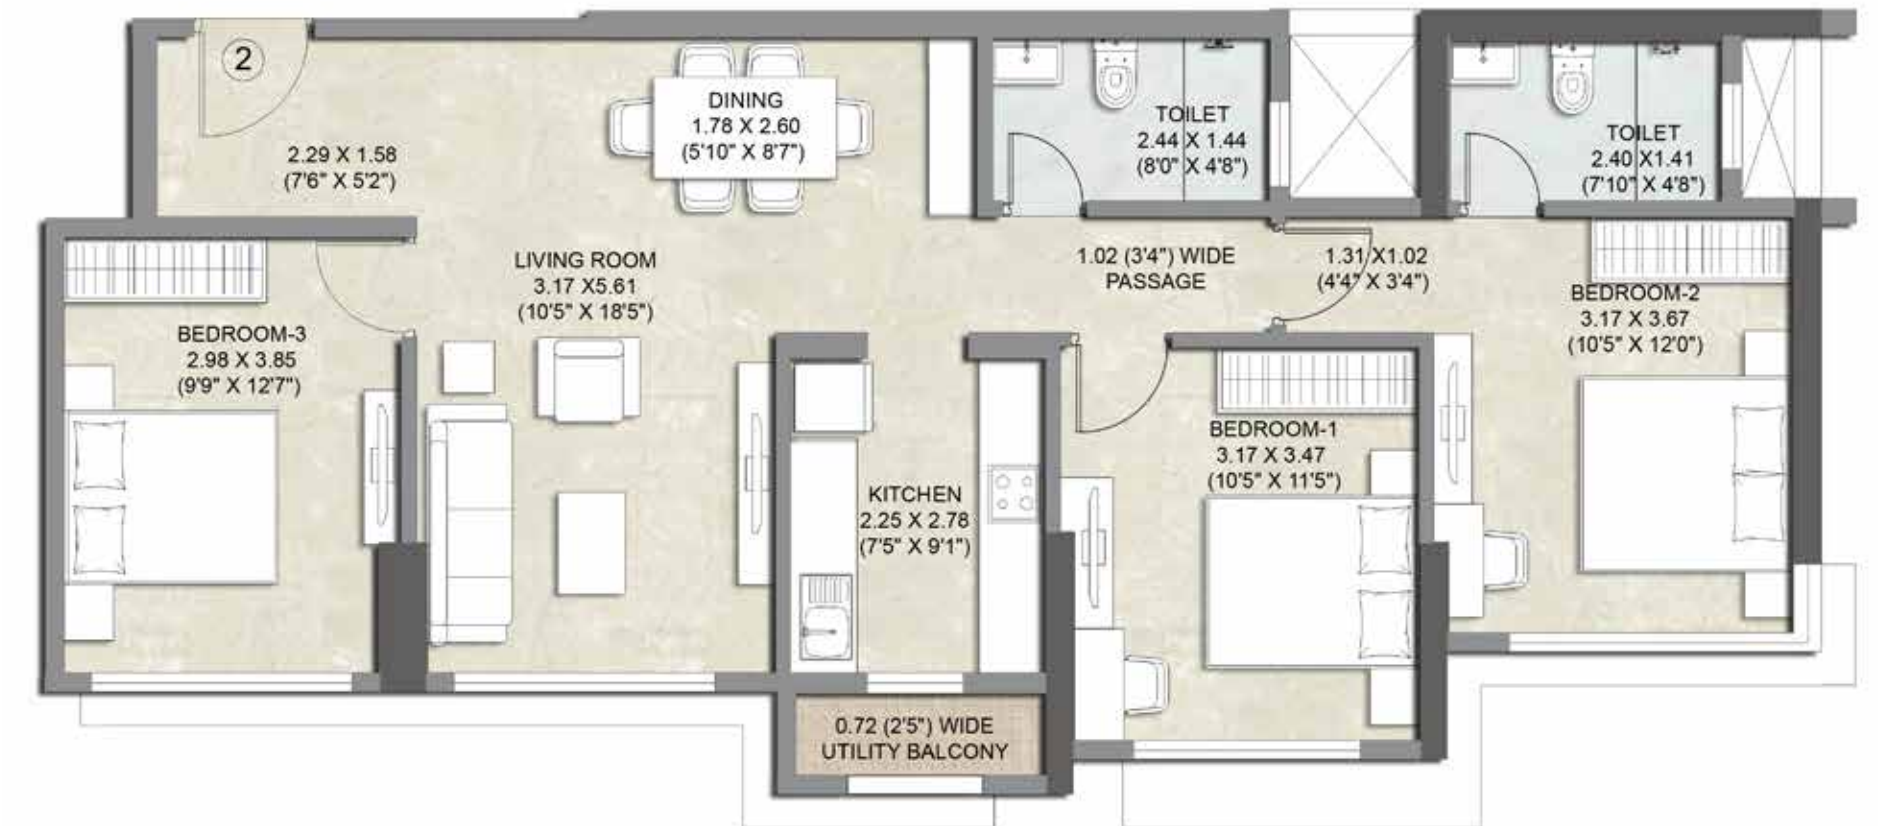 2
2.29 X 1.58
(7'6" X 5'2")
DINING
1.78 X 2.60
(5'10" X 8'7")
TOILET
2.44 X 1.44
(8'0" X 4'8")
TOILET
2.40 X1.41
(7'10" X 4'8")
LIVING ROOM
3.17 X5.61
(10'5" X 18'5")
1.02 (3'4") WIDE
PASSAGE
1.31 X1.02
(4'4" X 3'4")
BEDROOM-2
3.17 X 3.67
(10'5" X 12'0")
BEDROOM-3
2.98 X 3.85
(9'9" X 12'7")
BEDROOM-1
3.17 X 3.47
(10'5" X 11'5")
KITCHEN
2.25 X 2.78
(7'5" X 9'1")
0.72 (2'5") WIDE
UTILITY BALCONY